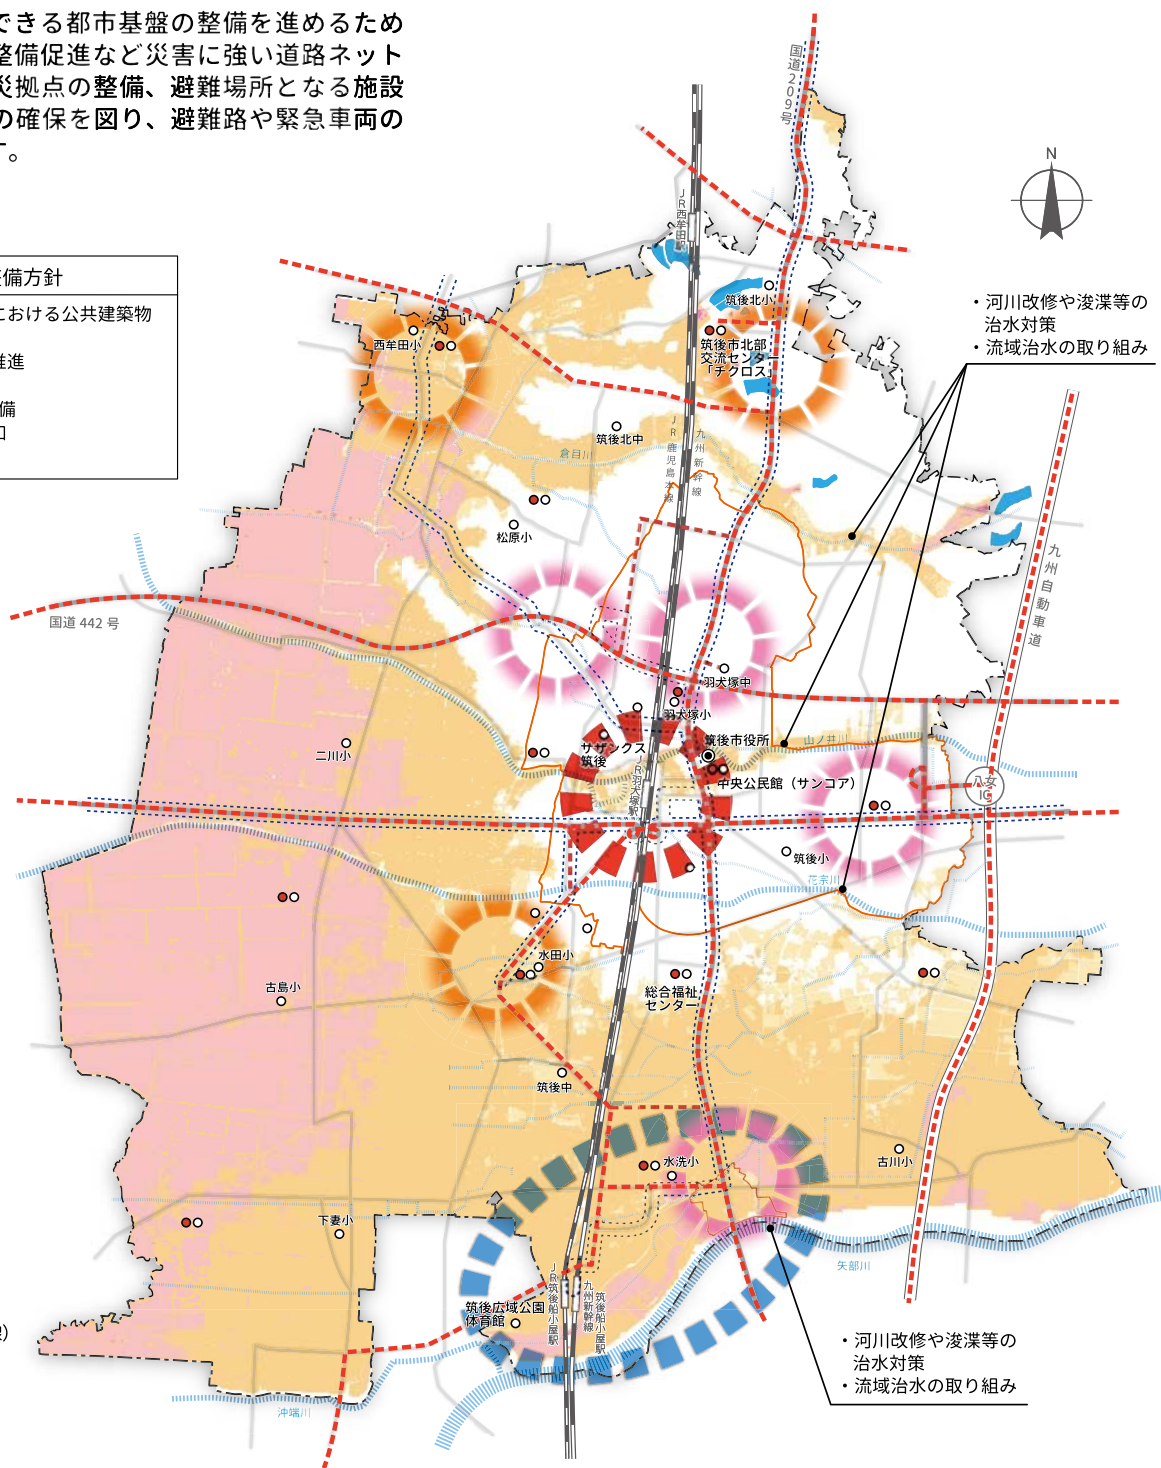 できる都市基盤の整備を進めるため
整備促進など災害に強い道路ネット
災拠点の整備、避難場所となる施設
の確保を図り、避難路や緊急車両の
す。
整備方針
における公共建築物
推進
備
国道209号
N
JR西牟田駅
・河川改修や浚渫等の
治水対策
・流域治水の取り組み
筑後北小
西牟田小
筑後市北部
交流センター
「チクロス」
筑後北中
倉目川
JR鹿児島本線
九州新幹線
松原小
九州自動車道
国道 442 号
羽犬塚中
羽犬塚小
サザンクス
筑後
筑後市役所
山ノ井川
二川小
JR羽犬塚駅
中央公民館（サンコア）
八女
IC
筑後小
花宗川
水田小
古島小
総合福祉
センター
筑後中
水洗小
古川小
下妻小
矢部川
JR筑後船小屋駅
九州新幹線
筑後船小屋駅
筑後広域公園
体育館
・河川改修や浚渫等の
治水対策
・流域治水の取り組み
沖端川